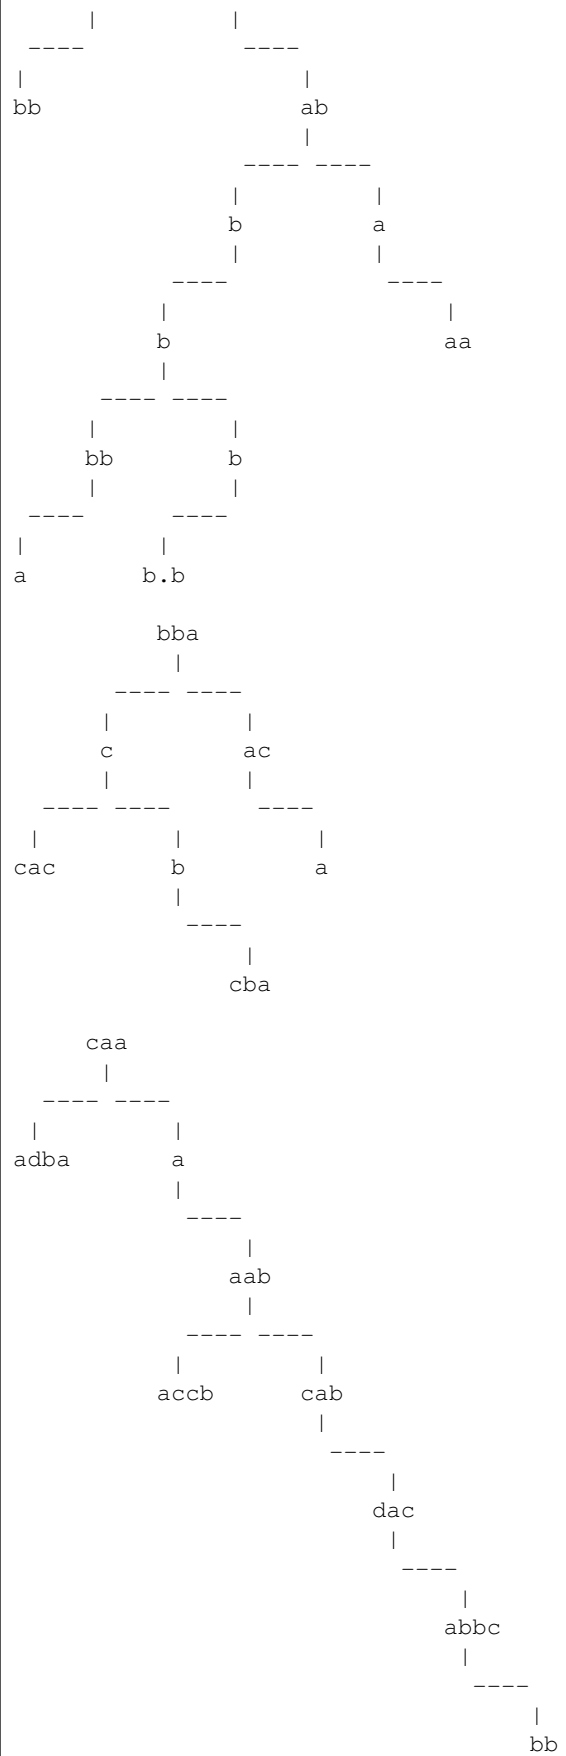 |         |
 ----           ----
|                   |
bb                  ab
                    |
                ---- ----
               |         |
               b         a
               |         |
           ----           ----
          |                   |
          b                   aa
          |
      ---- ----
     |         |
     bb        b
     |         |
 ----      ----
|         |
a        b.b

          bba
           |
       ---- ----
      |         |
      c         ac
      |         |
  ---- ----      ----
 |         |         |
cac        b         a
           |
            ----
                |
               cba

     caa
      |
  ---- ----
 |         |
adba       a
           |
            ----
                |
               aab
                |
            ---- ----
           |         |
          accb      cab
                     |
                      ----
                          |
                         dac
                          |
                           ----
                               |
                              abbc
                               |
                                ----
                                    |
                                    bb